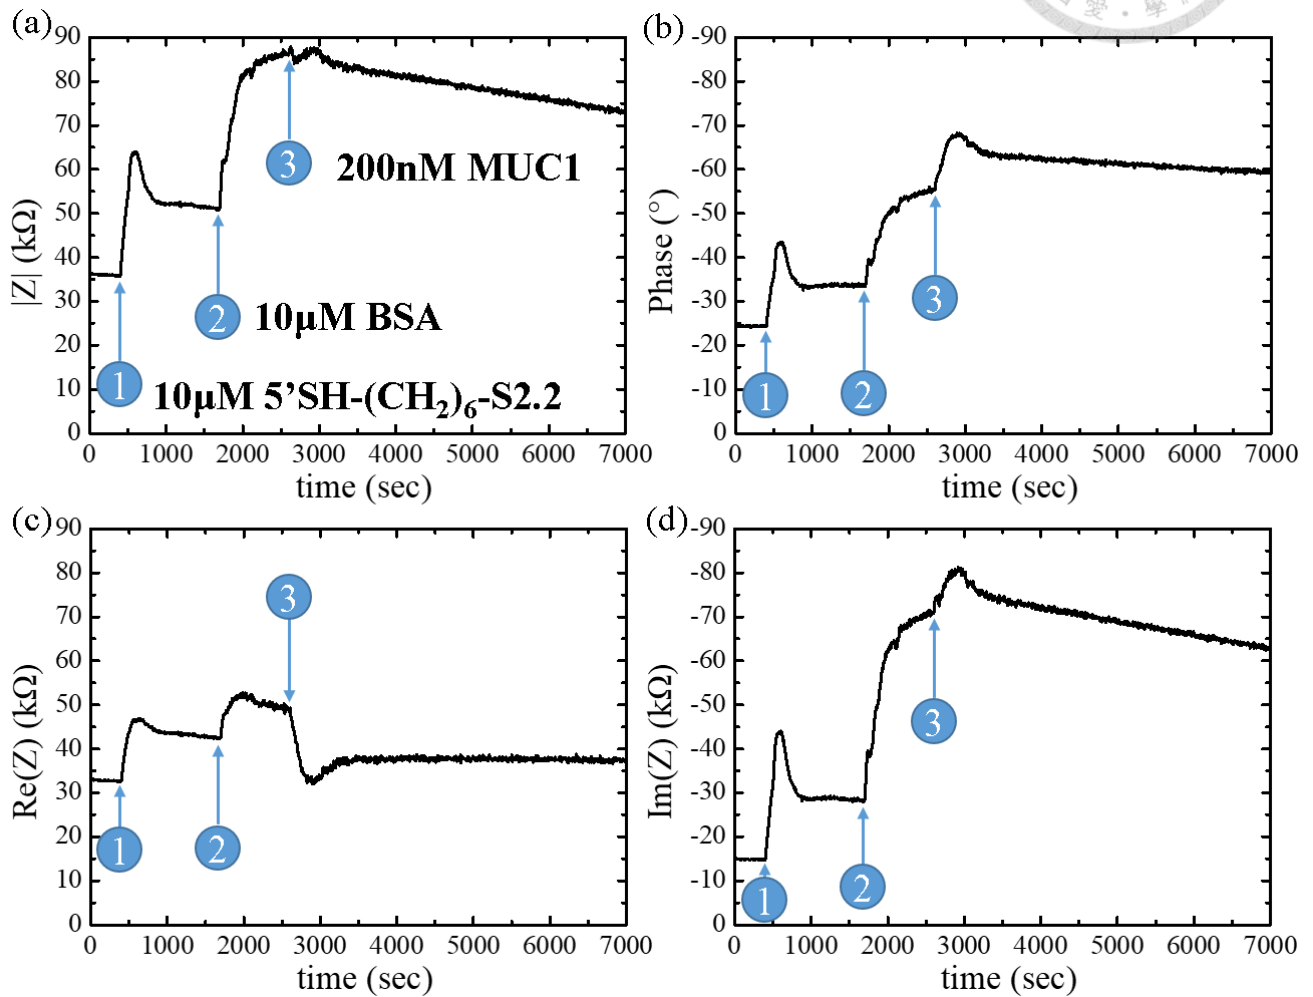 (a)
90
80
70
60
50
40
30
20
10
0
|Z| (kΩ)
3
200nM MUC1
2
10μM BSA
1
10μM 5’SH-(CH₂)₆-S2.2
0 1000 2000 3000 4000 5000 6000 7000
time (sec)
(b)
-90
-80
-70
-60
-50
-40
-30
-20
-10
0
Phase (°)
3
1
2
0 1000 2000 3000 4000 5000 6000 7000
time (sec)
(c)
90
80
70
60
50
40
30
20
10
0
Re(Z) (kΩ)
3
1
2
0 1000 2000 3000 4000 5000 6000 7000
time (sec)
(d)
-90
-80
-70
-60
-50
-40
-30
-20
-10
0
Im(Z) (kΩ)
3
1
2
0 1000 2000 3000 4000 5000 6000 7000
time (sec)